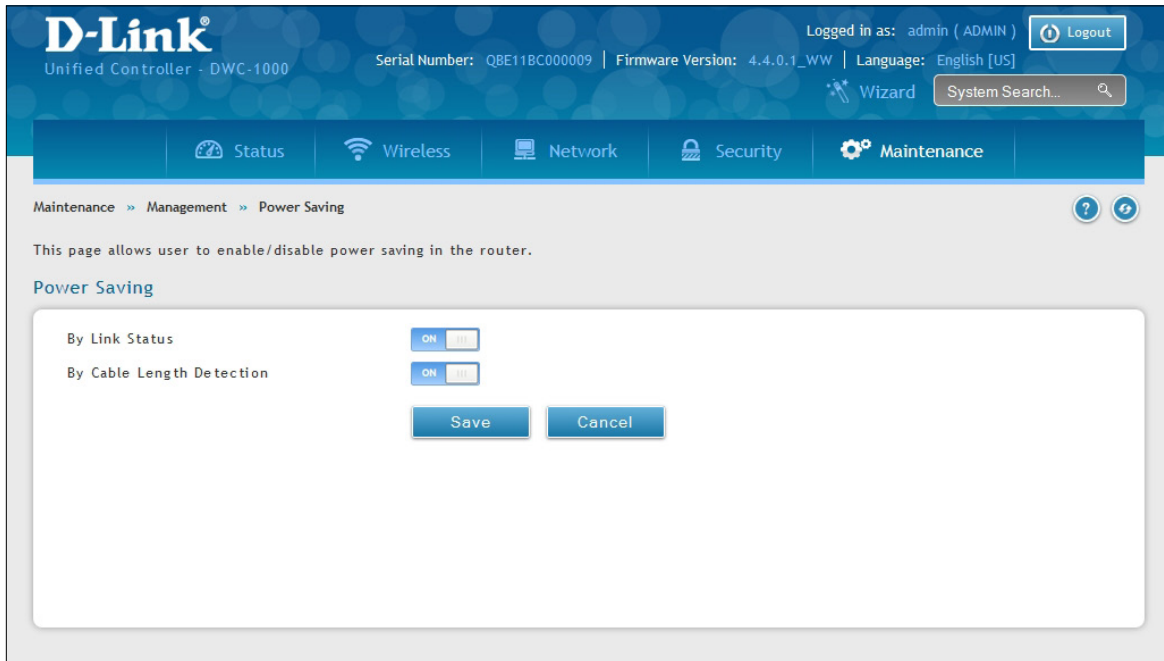 D-Link
Unified Controller - DWC-1000
Logged in as: admin ( ADMIN ) Logout
Serial Number: QBE11BC000009 | Firmware Version: 4.4.0.1_WW | Language: English [US]
Wizard System Search...
Status Wireless Network Security Maintenance
Maintenance » Management » Power Saving
This page allows user to enable/disable power saving in the router.
Power Saving
By Link Status ON
By Cable Length Detection ON
Save Cancel